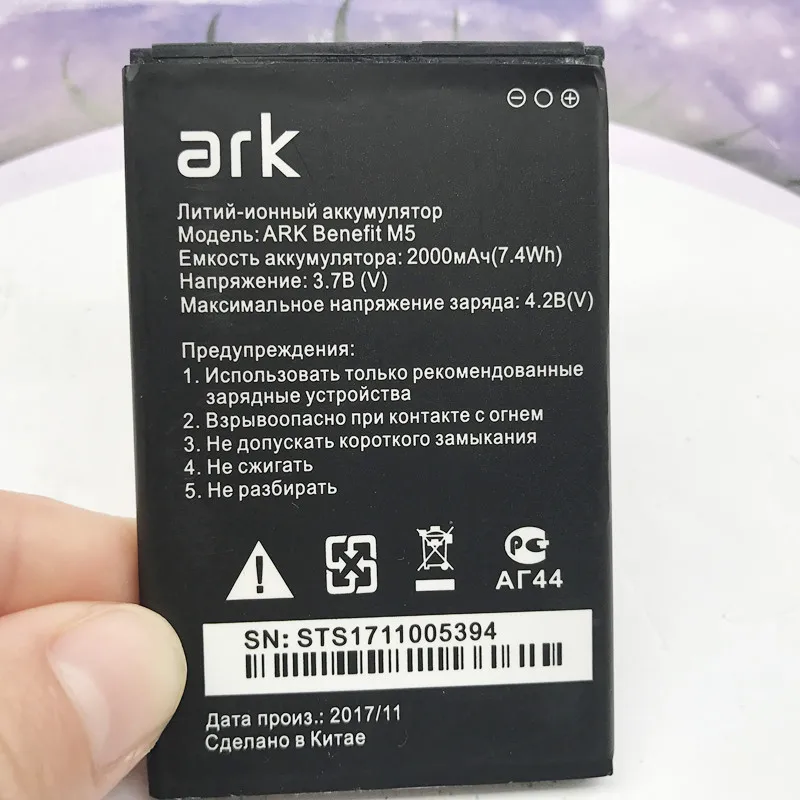 ark
Литий-ионный аккумулятор
Модель: ARK Benefit M5
Емкость аккумулятора: 2000мАч(7.4Wh)
Напряжение: 3.7В (V)
Максимальное напряжение заряда: 4.2В(V)
Предупреждения:
1. Использовать только рекомендованные
зарядные устройства
2. Взрывоопасно при контакте с огнем
3. Не допускать короткого замыкания
4. Не сжигать
5. Не разбирать
РС
АГ44
SN: STS1711005394
Дата произ.: 2017/11
Сделано в Китае